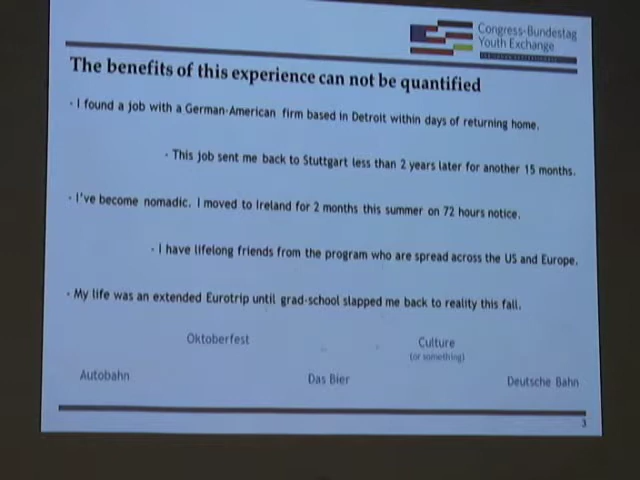 Congress-Bundestag
Youth Exchange
The benefits of this experience can not be quantified
· I found a job with a German-American firm based in Detroit within days of returning home.
· This job sent me back to Stuttgart less than 2 years later for another 15 months.
· I've become nomadic. I moved to Ireland for 2 months this summer on 72 hours notice.
· I have lifelong friends from the program who are spread across the US and Europe.
· My life was an extended Eurotrip until grad-school slapped me back to reality this fall.
Oktoberfest
Culture
(or something)
Autobahn
Das Bier
Deutsche Bahn
3